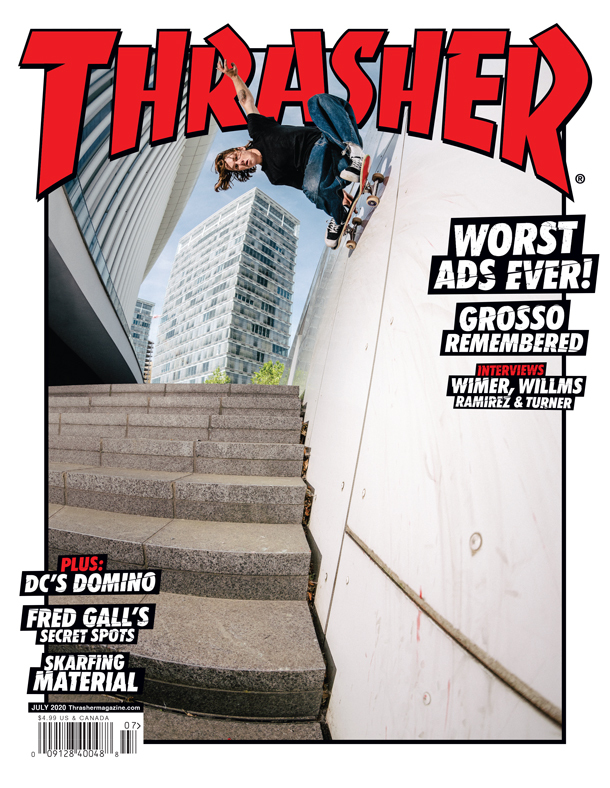 THRASHER
®
WORST
ADS EVER!
GROSSO
REMEMBERED
INTERVIEWS
WIMER, WILLMS
RAMIREZ & TURNER
PLUS:
DC'S DOMINO
FRED GALL'S
SECRET SPOTS
SKARFING
MATERIAL
JULY 2020 Thrashermagazine.com
$4.99 US & CANADA
07>
0 09128 40048 8